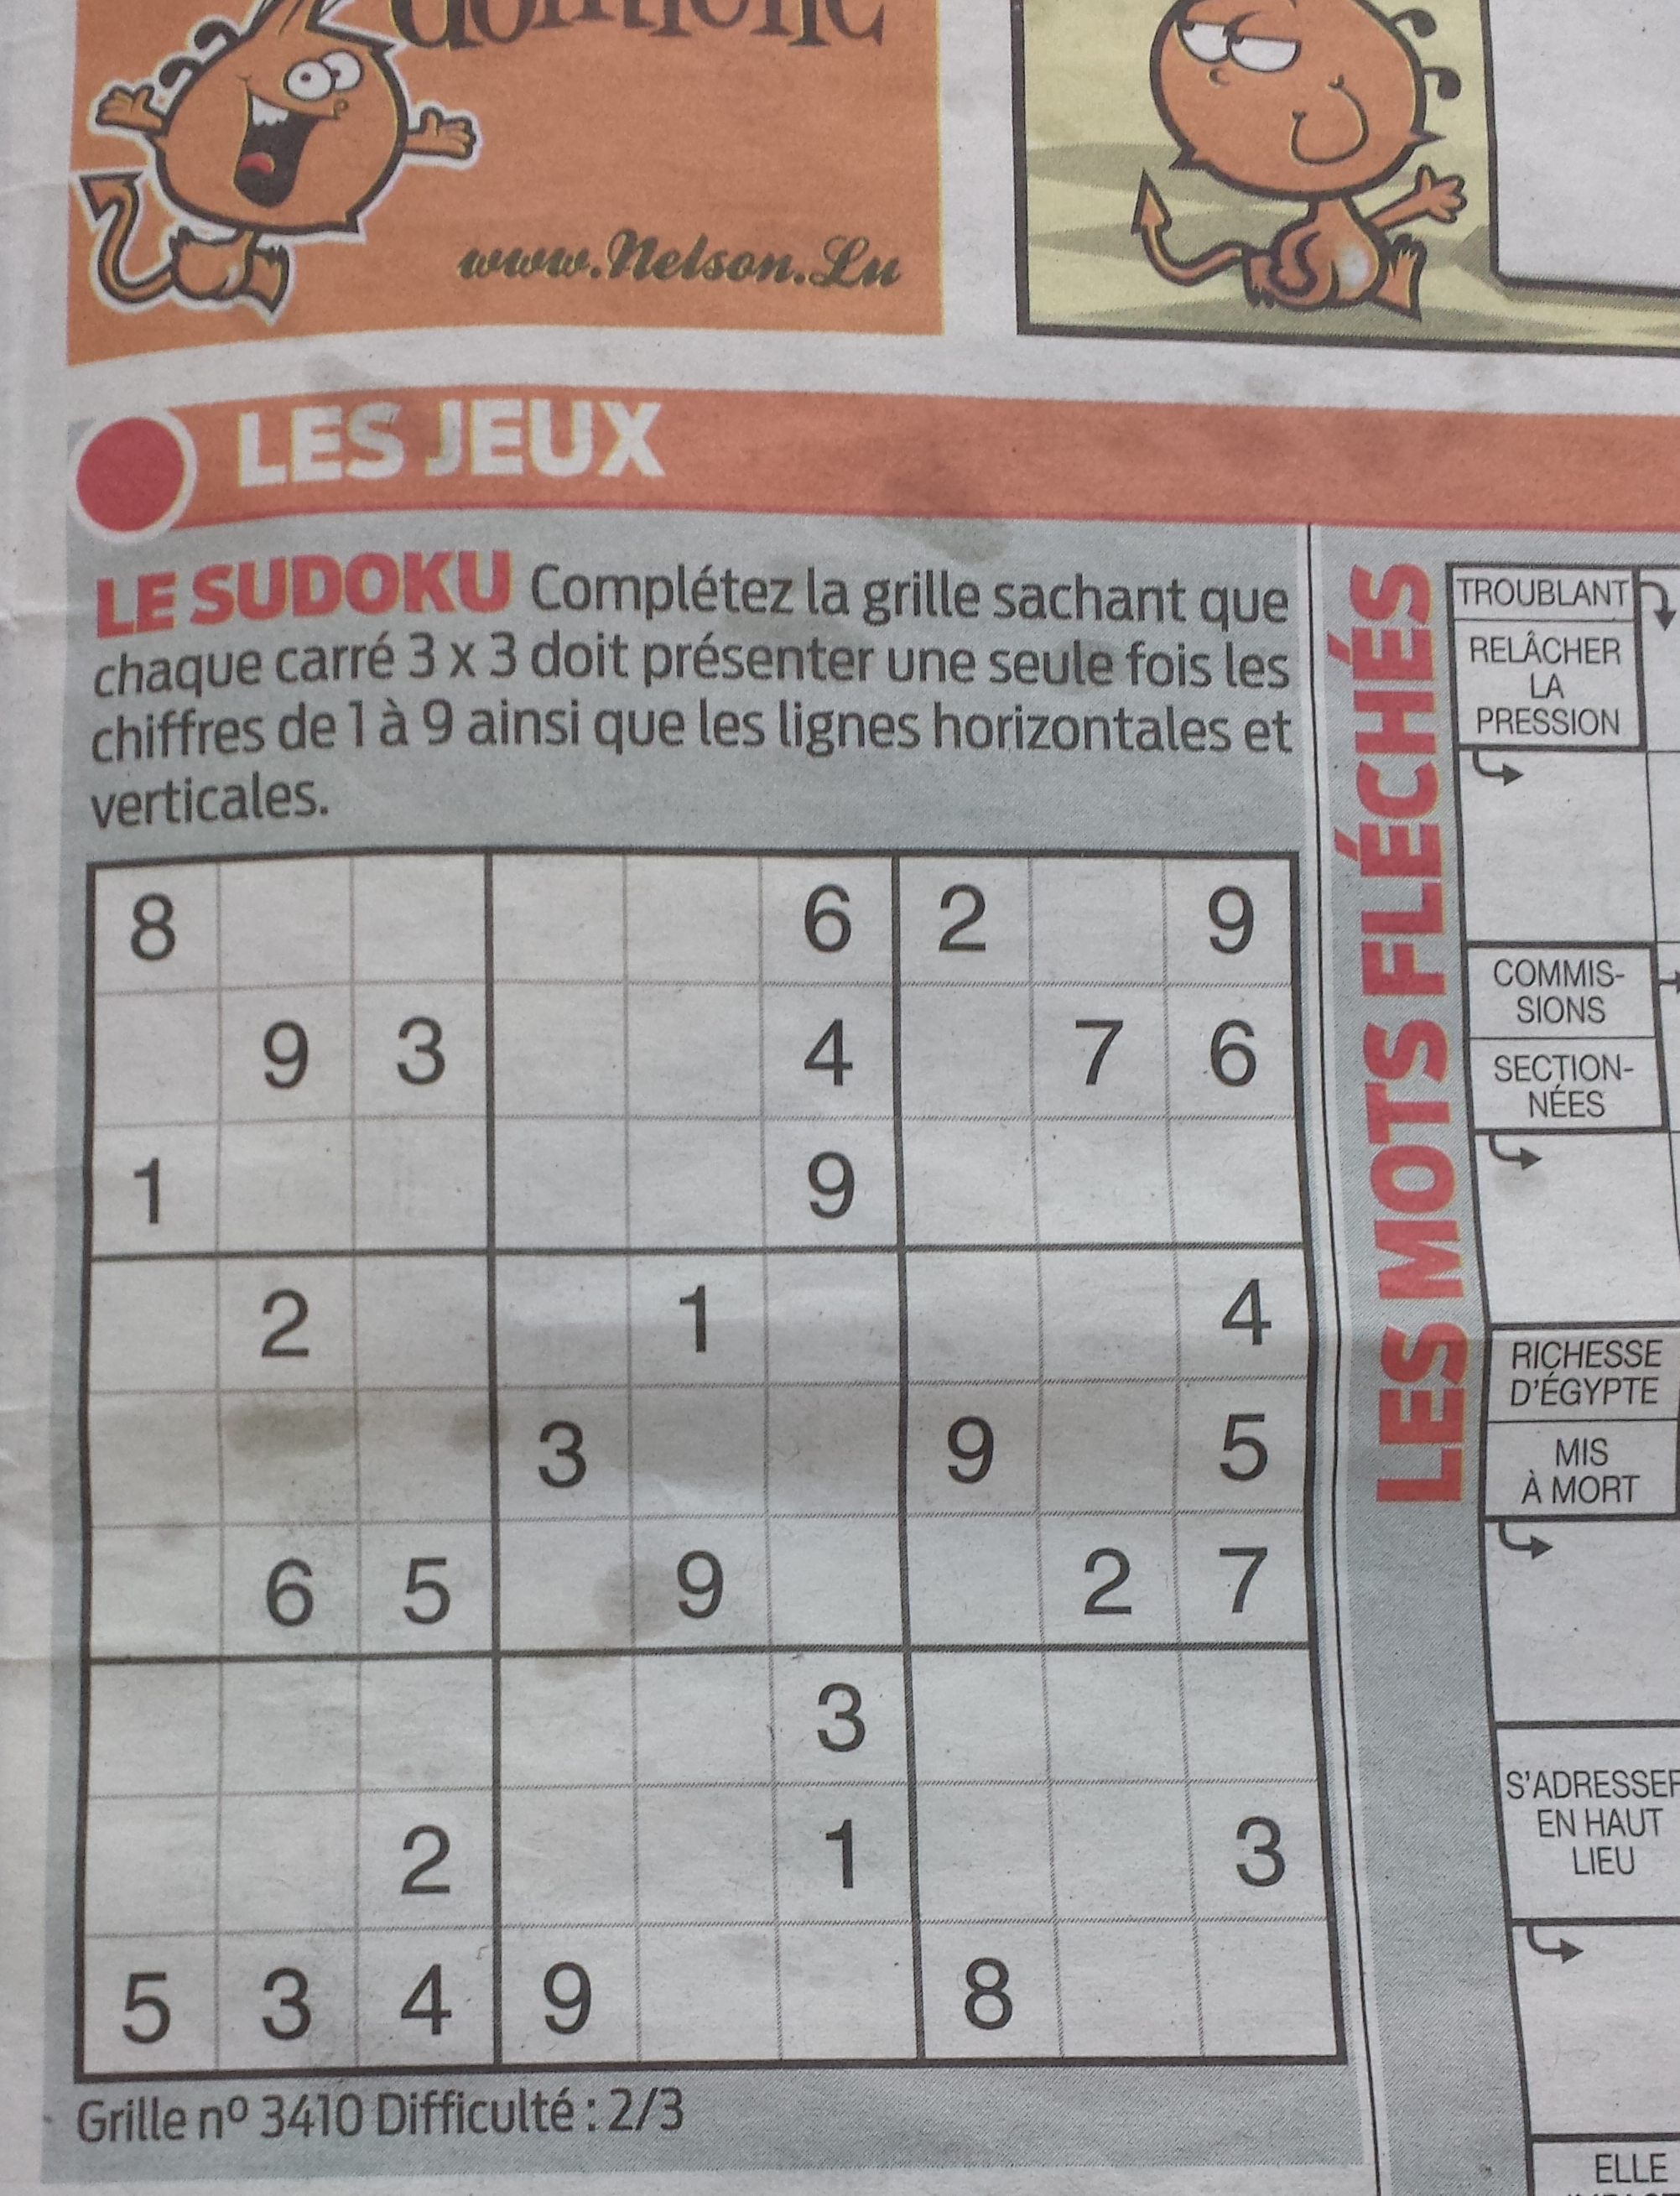 www.Nelson.Lu
LES JEUX
LE SUDOKU Complétez la grille sachant que
chaque carré 3 x 3 doit présenter une seule fois les
chiffres de 1 à 9 ainsi que les lignes horizontales et
verticales.
8 6 2 9
9 3 4 7 6
1 9
2 1 4
3 9 5
6 5 9 2 7
3
2 1 3
5 3 4 9 8
Grille nº 3410 Difficulté : 2/3
LES MOTS FLÉCHÉS
TROUBLANT
RELÂCHER
LA
PRESSION
COMMIS-
SIONS
SECTION-
NÉES
RICHESSE
D'ÉGYPTE
MIS
À MORT
S'ADRESSER
EN HAUT
LIEU
ELLE